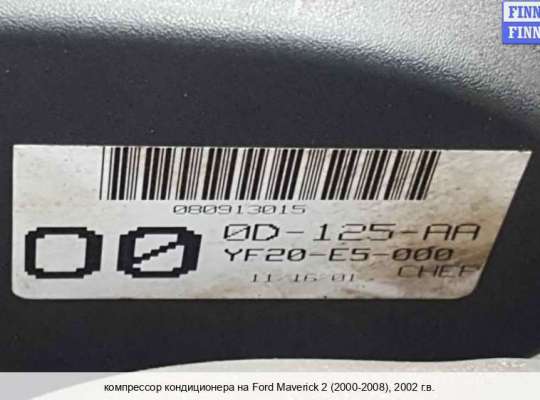 FINN
FINN
080913015
00 0D-125-AA
YF20-E5-000
11/16/01 CHEF
компрессор кондиционера на Ford Maverick 2 (2000-2008), 2002 г.в.